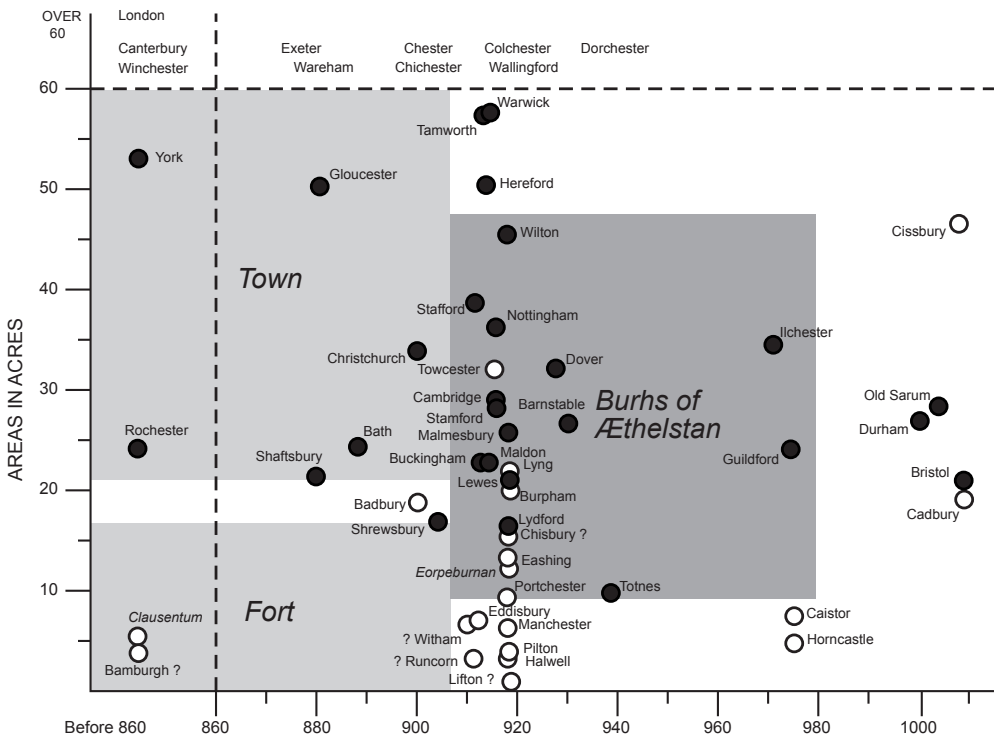 OVER
60
London
Canterbury
Winchester
Exeter
Wareham
Chester
Chichester
Colchester
Wallingford
Dorchester
60
50
40
30
20
10
AREAS IN ACRES
Warwick
Tamworth
York
Gloucester
Hereford
Cissbury
Wilton
Town
Stafford
Nottingham
Ilchester
Christchurch
Towcester
Dover
Cambridge
Barnstable
Burhs of
Æthelstan
Old Sarum
Stamford
Malmesbury
Durham
Rochester
Bath
Shaftsbury
Buckingham
Maldon
Lyng
Guildford
Lewes
Burpham
Bristol
Badbury
Cadbury
Shrewsbury
Lydford
Chisbury ?
Eashing
Eorpeburnan
Portchester
Totnes
Clausentum
Fort
Eddisbury
Caistor
Manchester
? Witham
Horncastle
Bamburgh ?
? Runcorn
Pilton
Halwell
Lifton ?
Before 860
860
880
900
920
940
960
980
1000